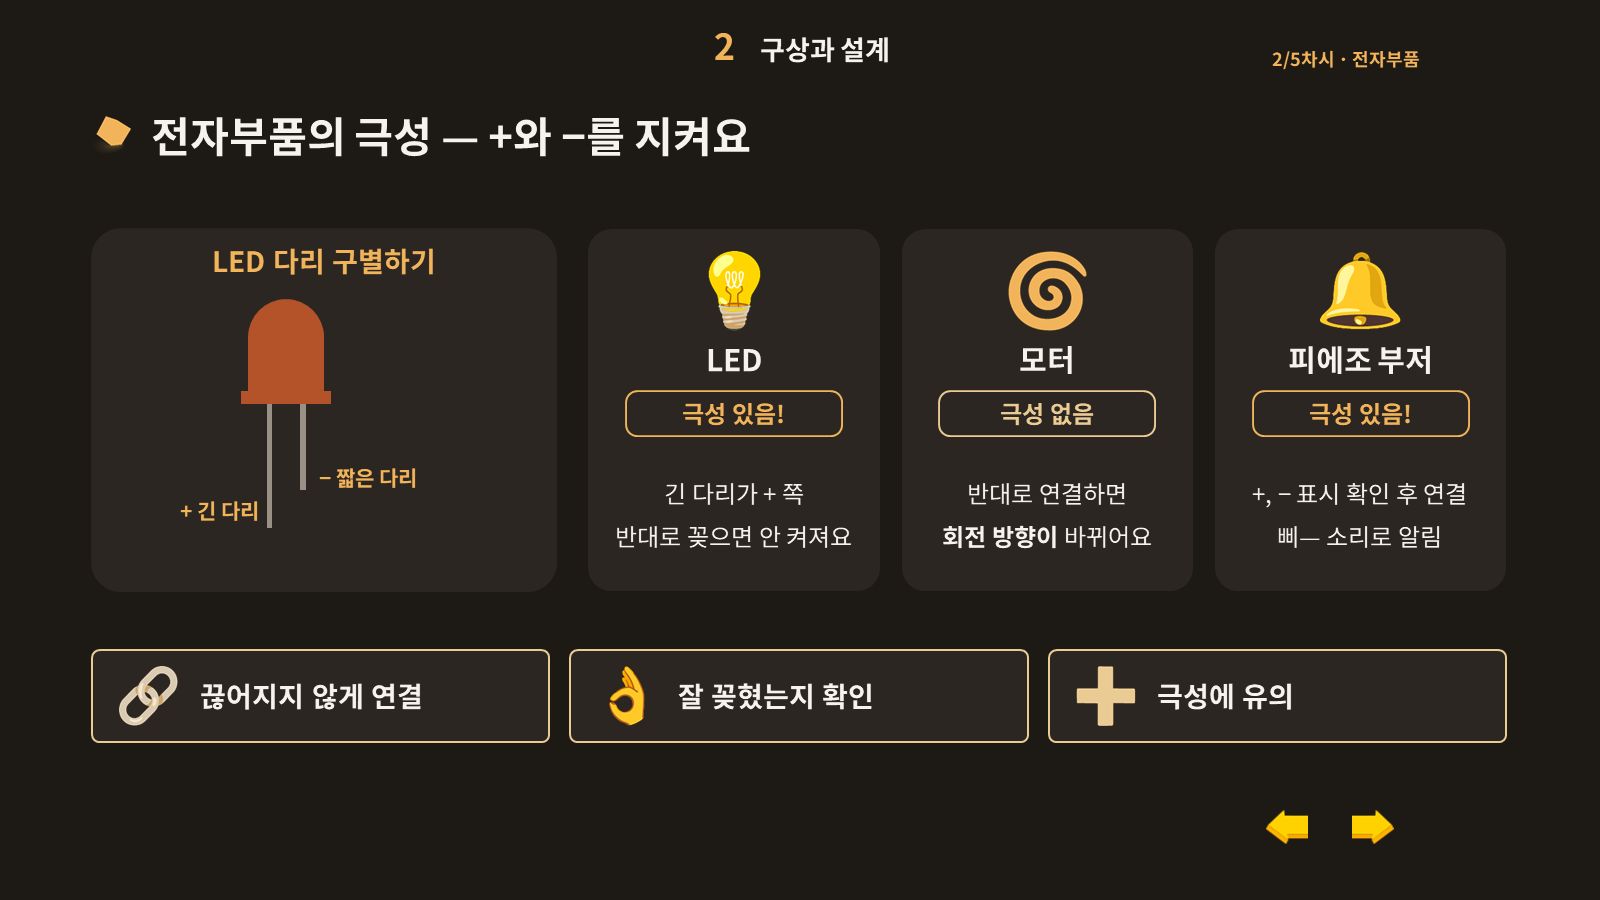 2 구상과 설계
2/5차시 · 전자부품
전자부품의 극성 — +와 −를 지켜요
LED 다리 구별하기
− 짧은 다리
+ 긴 다리
LED
극성 있음!
긴 다리가 + 쪽
반대로 꽂으면 안 켜져요
모터
극성 없음
반대로 연결하면
회전 방향이 바뀌어요
피에조 부저
극성 있음!
+, − 표시 확인 후 연결
삐— 소리로 알림
끊어지지 않게 연결
잘 꽂혔는지 확인
극성에 유의